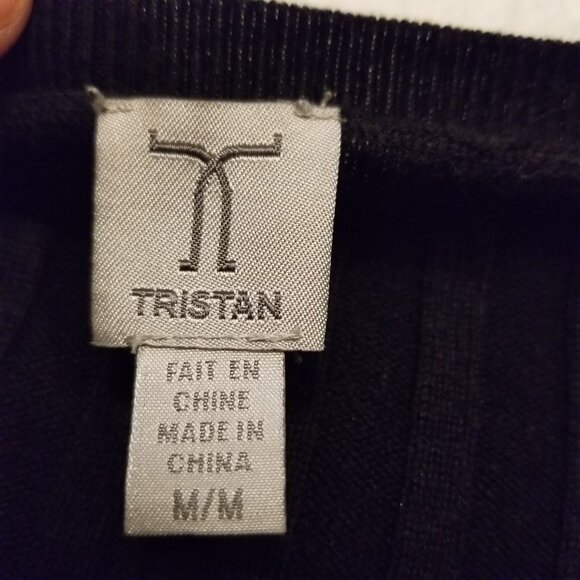 TRISTAN
FAIT EN
CHINE
MADE IN
CHINA
M/M